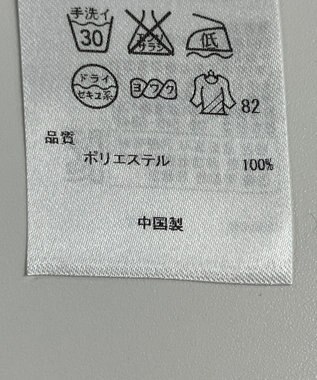 手洗イ
30
エンソ
サラシ
低
ドライ
セキユ系
ヨワク
82
品質
ポリエステル 100%
中国製